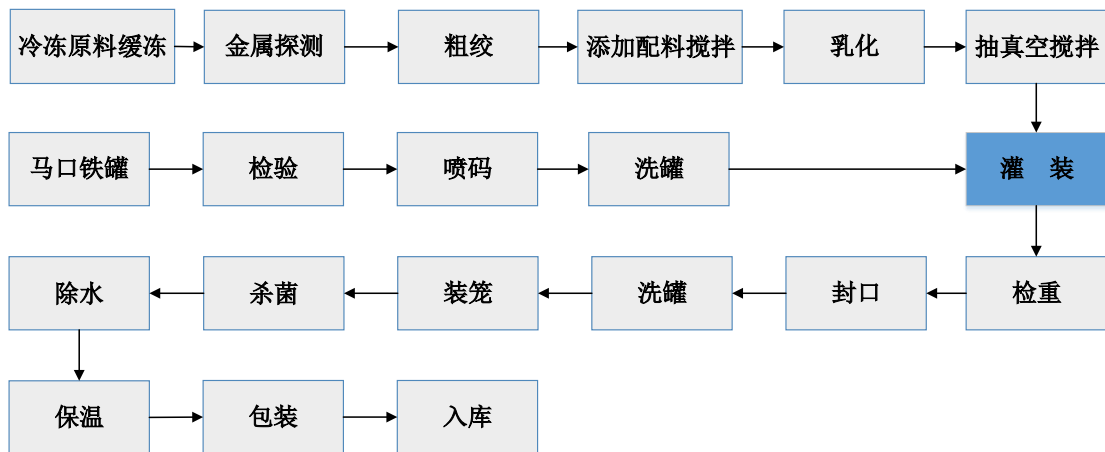 冷冻原料缓冻
金属探测
粗绞
添加配料搅拌
乳化
抽真空搅拌
马口铁罐
检验
喷码
洗罐
灌 装
除水
杀菌
装笼
洗罐
封口
检重
保温
包装
入库